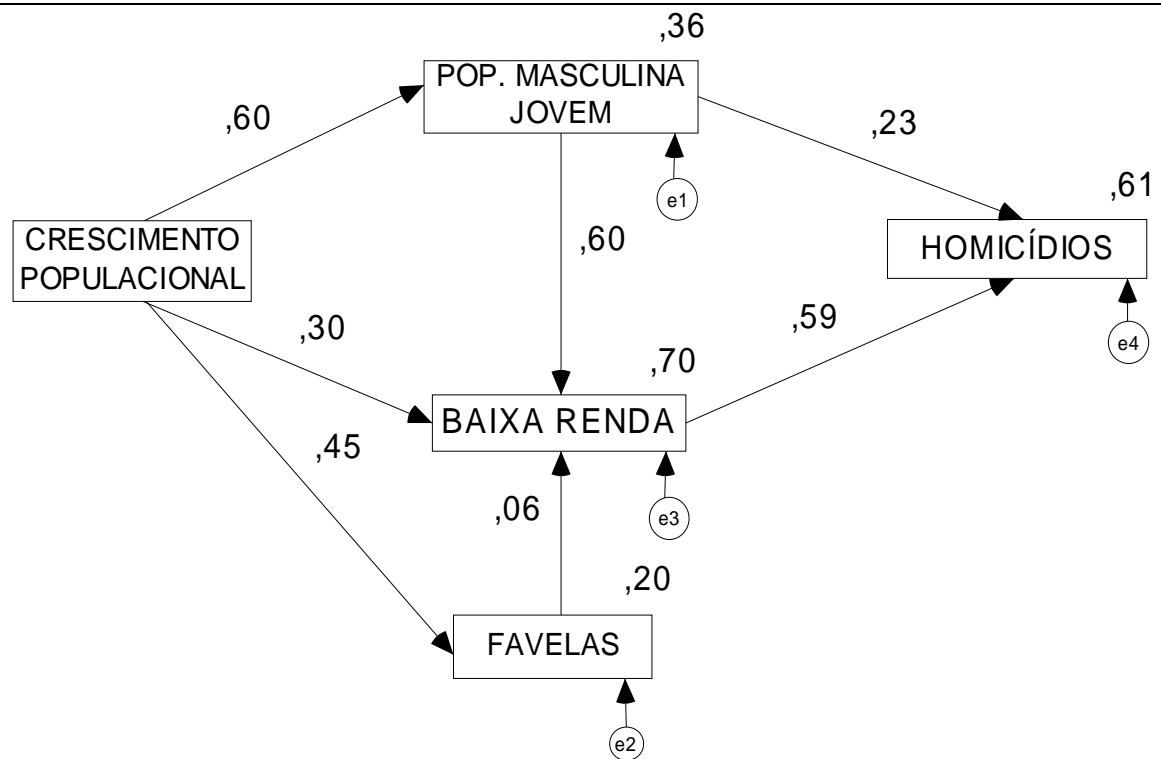 ,36
POP. MASCULINA
JOVEM
,60
,23
e1
,61
CRESCIMENTO
POPULACIONAL
,60
HOMICÍDIOS
,30
,59
e4
,70
BAIXA RENDA
,45
,06
e3
,20
FAVELAS
e2